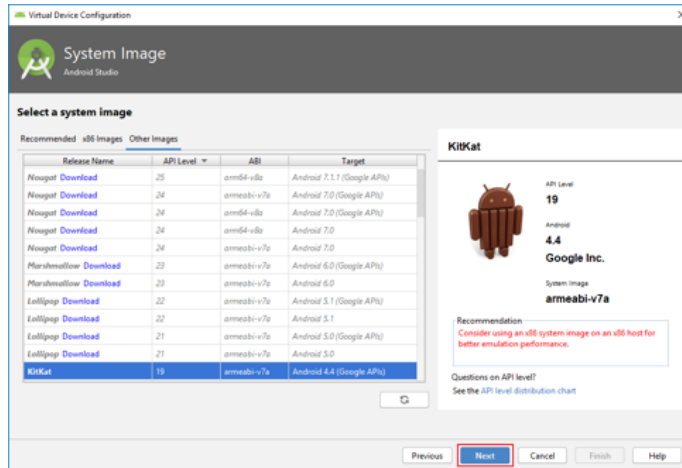 Virtual Device Configuration
System Image
Android Studio
Select a system image
Recommended x86 Images Other Images
Release Name API Level ABI Target
Nougat Download 25 arm64-v8a Android 7.1.1 (Google APIs)
Nougat Download 24 armeabi-v7a Android 7.0 (Google APIs)
Nougat Download 24 arm64-v8a Android 7.0 (Google APIs)
Nougat Download 24 arm64-v8a Android 7.0
Nougat Download 24 armeabi-v7a Android 7.0
Marshmallow Download 23 armeabi-v7a Android 6.0 (Google APIs)
Marshmallow Download 23 armeabi-v7a Android 6.0
Lollipop Download 22 armeabi-v7a Android 5.1 (Google APIs)
Lollipop Download 22 armeabi-v7a Android 5.1
Lollipop Download 21 armeabi-v7a Android 5.0 (Google APIs)
Lollipop Download 21 armeabi-v7a Android 5.0
KitKat 19 armeabi-v7a Android 4.4 (Google APIs)
KitKat
API Level
19
Android
4.4
Google Inc.
System Image
armeabi-v7a
Recommendation
Consider using an x86 system image on an x86 host for
better emulation performance.
Questions on API level?
See the API level distribution chart
Previous Next Cancel Finish Help